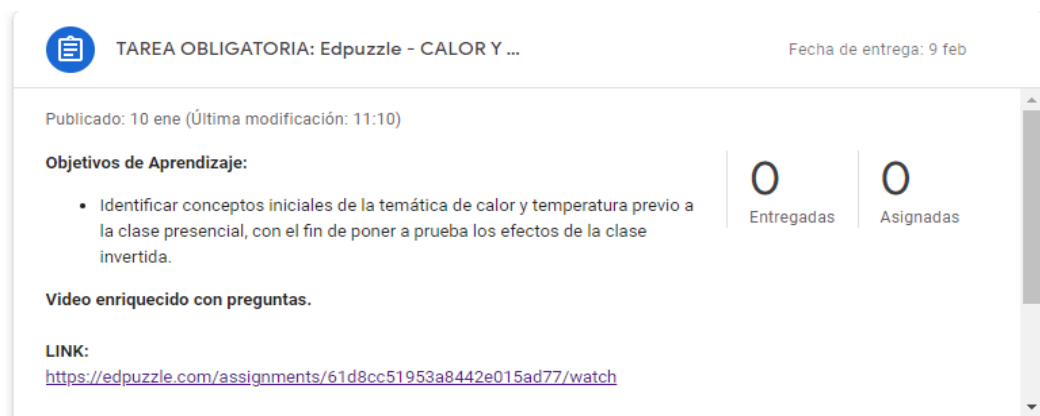 TAREA OBLIGATORIA: Edpuzzle - CALOR Y ...
Fecha de entrega: 9 feb
Publicado: 10 ene (Última modificación: 11:10)
Objetivos de Aprendizaje:
• Identificar conceptos iniciales de la temática de calor y temperatura previo a
la clase presencial, con el fin de poner a prueba los efectos de la clase
invertida.
0
Entregadas
0
Asignadas
Video enriquecido con preguntas.
LINK:
https://edpuzzle.com/assignments/61d8cc51953a8442e015ad77/watch